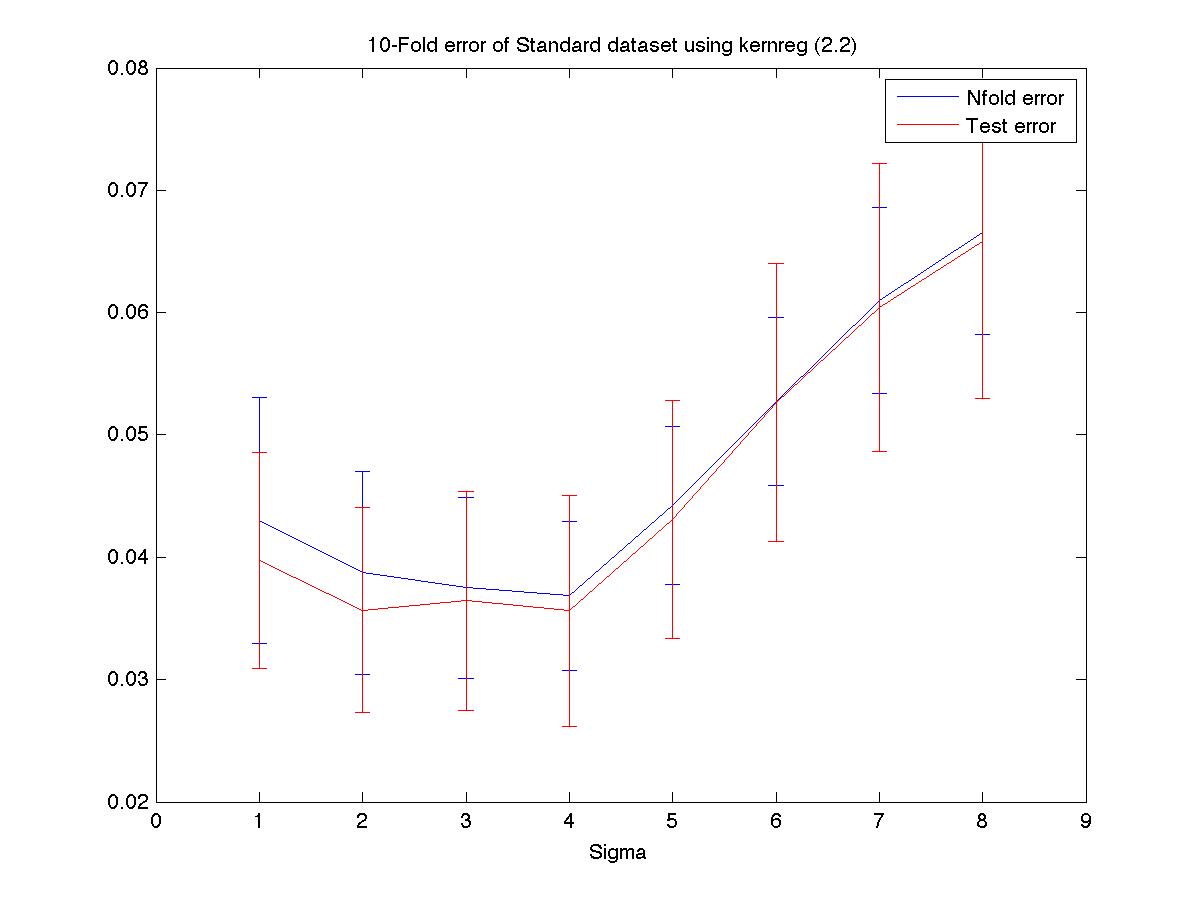 10-Fold error of Standard dataset using kernreg (2.2)
0.08
Nfold error
Test error
0.07
0.06
0.05
0.04
0.03
0.02
0 1 2 3 4 5 6 7 8 9
Sigma